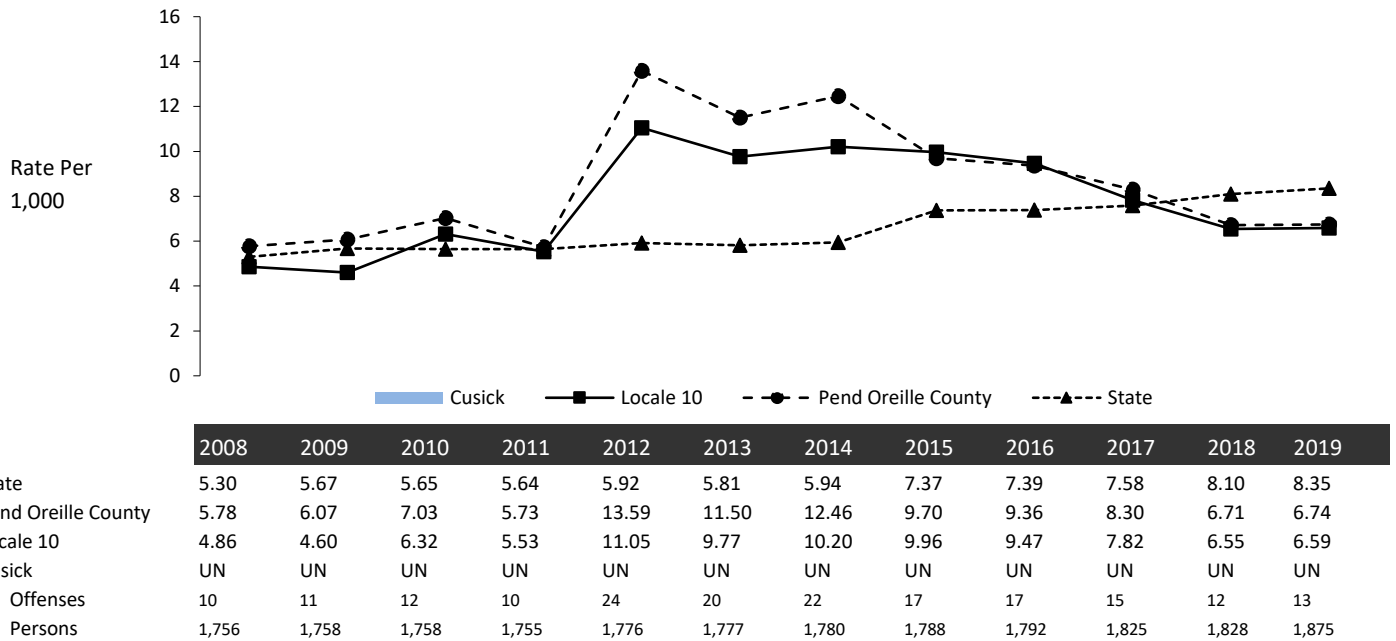 16
14
12
10
8
6
4
2
0
Rate Per
1,000
Cusick Locale 10 Pend Oreille County State
2008 2009 2010 2011 2012 2013 2014 2015 2016 2017 2018 2019
ate 5.30 5.67 5.65 5.64 5.92 5.81 5.94 7.37 7.39 7.58 8.10 8.35
nd Oreille County 5.78 6.07 7.03 5.73 13.59 11.50 12.46 9.70 9.36 8.30 6.71 6.74
cale 10 4.86 4.60 6.32 5.53 11.05 9.77 10.20 9.96 9.47 7.82 6.55 6.59
sick UN UN UN UN UN UN UN UN UN UN UN UN
Offenses 10 11 12 10 24 20 22 17 17 15 12 13
Persons 1,756 1,758 1,758 1,755 1,776 1,777 1,780 1,788 1,792 1,825 1,828 1,875